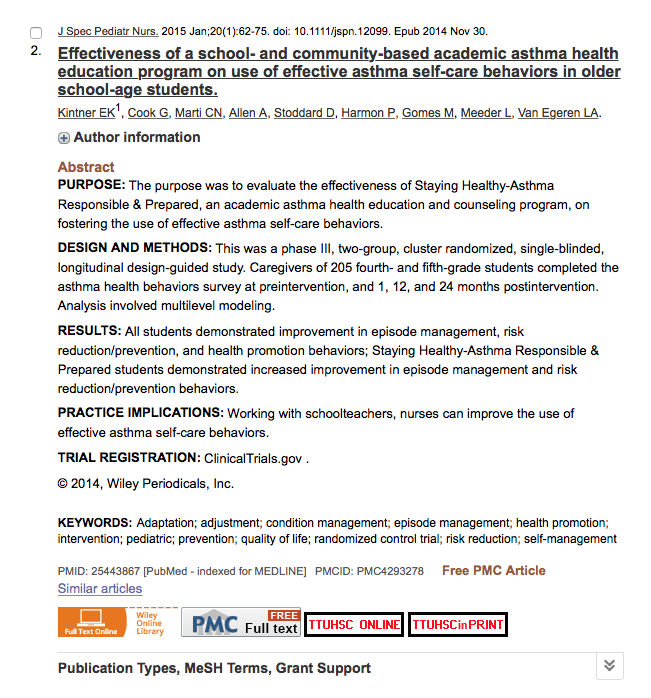 J Spec Pediatr Nurs. 2015 Jan;20(1):62-75. doi: 10.1111/jspn.12099. Epub 2014 Nov 30.
2. Effectiveness of a school- and community-based academic asthma health
education program on use of effective asthma self-care behaviors in older
school-age students.
Kintner EK1, Cook G, Marti CN, Allen A, Stoddard D, Harmon P, Gomes M, Meeder L, Van Egeren LA.
Author information
Abstract
PURPOSE: The purpose was to evaluate the effectiveness of Staying Healthy-Asthma
Responsible & Prepared, an academic asthma health education and counseling program, on
fostering the use of effective asthma self-care behaviors.
DESIGN AND METHODS: This was a phase III, two-group, cluster randomized, single-blinded,
longitudinal design-guided study. Caregivers of 205 fourth- and fifth-grade students completed the
asthma health behaviors survey at preintervention, and 1, 12, and 24 months postintervention.
Analysis involved multilevel modeling.
RESULTS: All students demonstrated improvement in episode management, risk
reduction/prevention, and health promotion behaviors; Staying Healthy-Asthma Responsible &
Prepared students demonstrated increased improvement in episode management and risk
reduction/prevention behaviors.
PRACTICE IMPLICATIONS: Working with schoolteachers, nurses can improve the use of
effective asthma self-care behaviors.
TRIAL REGISTRATION: ClinicalTrials.gov .
© 2014, Wiley Periodicals, Inc.
KEYWORDS: Adaptation; adjustment; condition management; episode management; health promotion;
intervention; pediatric; prevention; quality of life; randomized control trial; risk reduction; self-management
PMID: 25443867 [PubMed - indexed for MEDLINE] PMCID: PMC4293278 Free PMC Article
Similar articles
Full Text Online
Wiley
Online
Library
PMC FREE
Full text
TTUHSC ONLINE
TTUHSCinPRINT
Publication Types, MeSH Terms, Grant Support